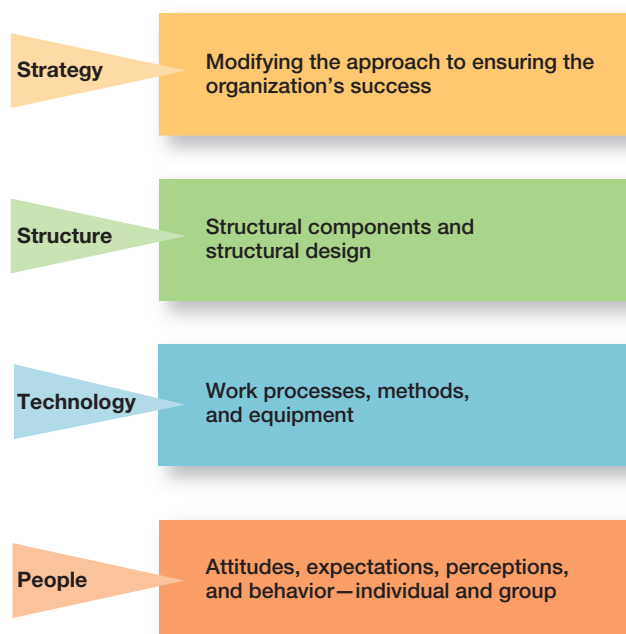 Strategy
Modifying the approach to ensuring the
organization's success
Structure
Structural components and
structural design
Technology
Work processes, methods,
and equipment
People
Attitudes, expectations, perceptions,
and behavior—individual and group